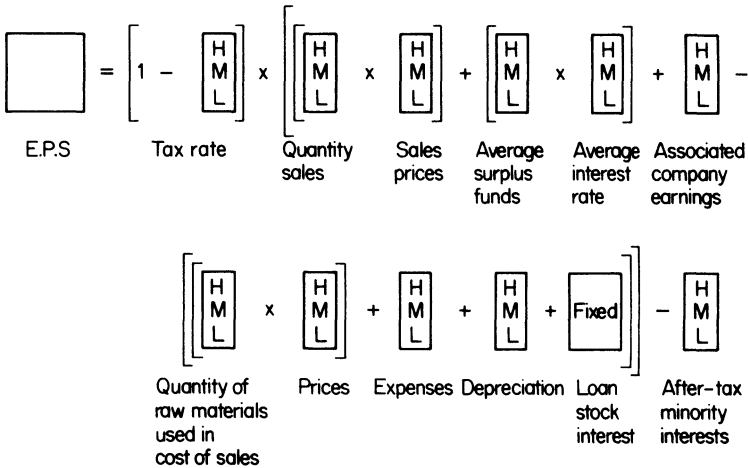 H H H H H H
1 – M × M × M + M × M + M –
= L L L L L L
E.P.S Tax rate Quantity sales Sales prices Average surplus funds Average interest rate Associated company earnings
H H H H H
M × M + M + M + Fixed – M
L L L L L
Quantity of raw materials used in cost of sales Prices Expenses Depreciation Loan stock interest After-tax minority interests